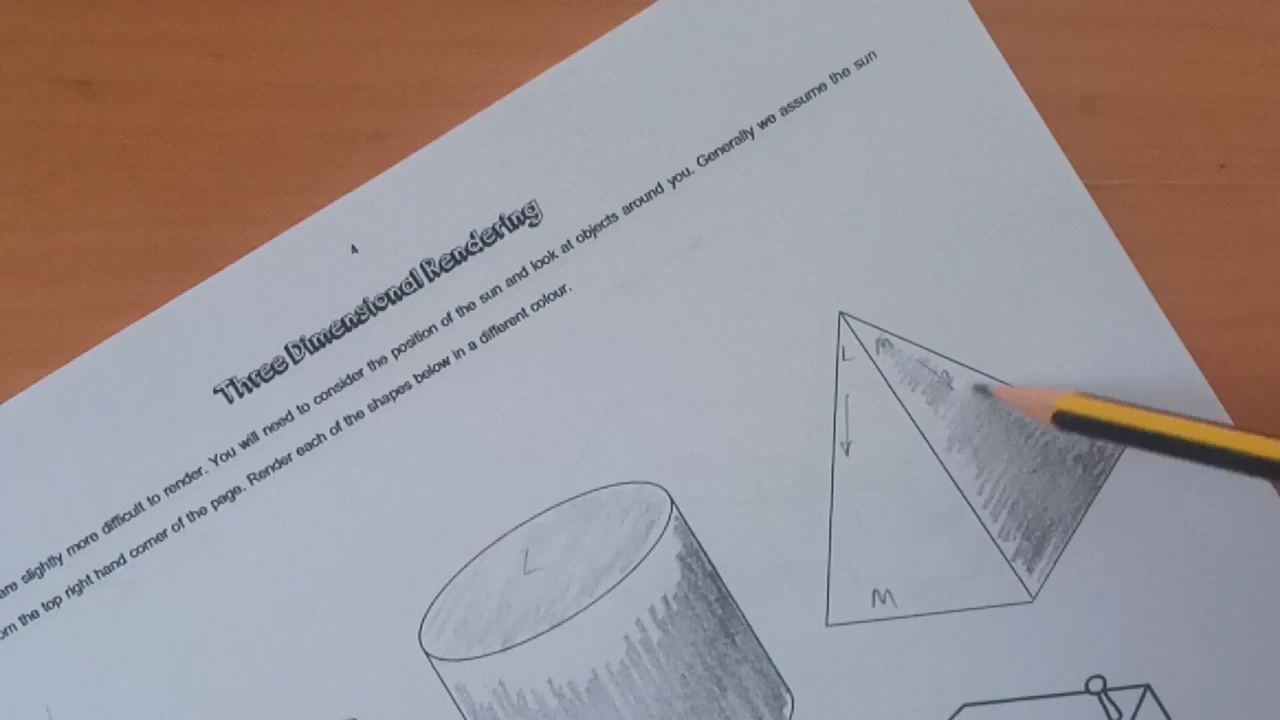 4
Three Dimensional Rendering
are slightly more difficult to render. You will need to consider the position of the sun and look at objects around you. Generally we assume the sun
the top right hand corner of the page. Render each of the shapes below in a different colour.
L
M
M
L